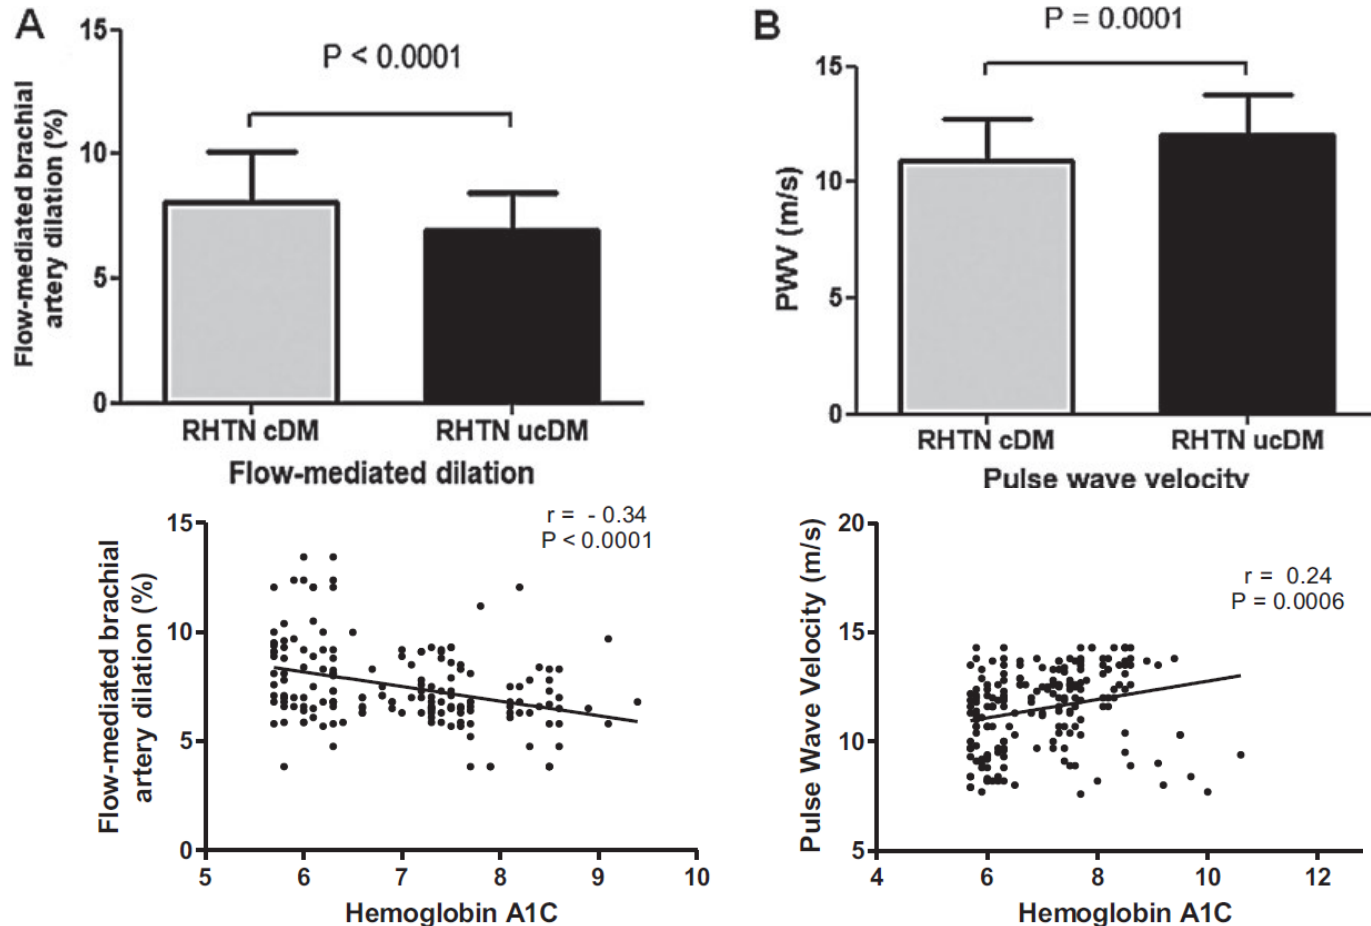 A
P < 0.0001
Flow-mediated brachial
artery dilation (%)
15
10
5
0
RHTN cDM
RHTN ucDM
Flow-mediated dilation
B
P = 0.0001
PWV (m/s)
15
10
5
0
RHTN cDM
RHTN ucDM
Pulse wave velocity
r = - 0.34
P < 0.0001
Flow-mediated brachial
artery dilation (%)
15
10
5
0
5
6
7
8
9
10
Hemoglobin A1C
r = 0.24
P = 0.0006
Pulse Wave Velocity (m/s)
20
15
10
5
4
6
8
10
12
Hemoglobin A1C